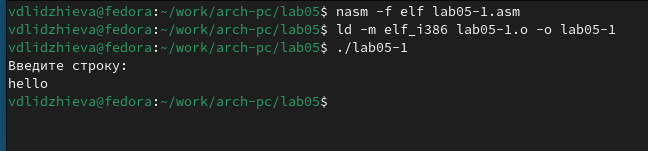 vdlidzhieva@fedora:~/work/arch-pc/lab05$ nasm -f elf lab05-1.asm
vdlidzhieva@fedora:~/work/arch-pc/lab05$ ld -m elf_i386 lab05-1.o -o lab05-1
vdlidzhieva@fedora:~/work/arch-pc/lab05$ ./lab05-1
Введите строку:
hello
vdlidzhieva@fedora:~/work/arch-pc/lab05$